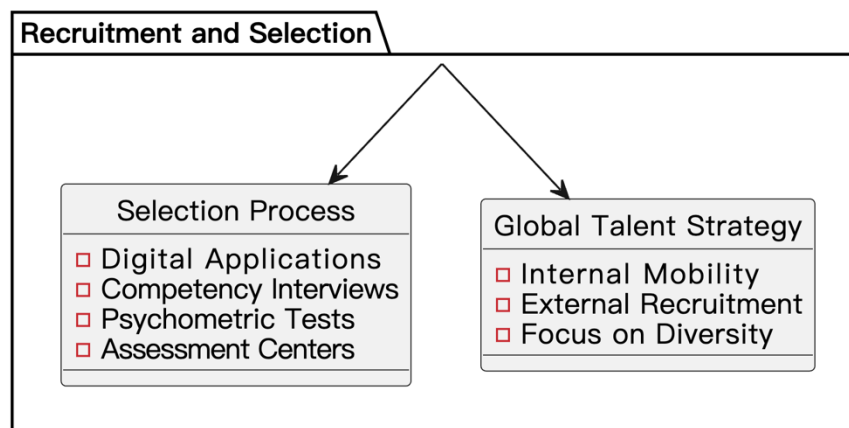 Recruitment and Selection
Selection Process
Digital Applications
Competency Interviews
Psychometric Tests
Assessment Centers
Global Talent Strategy
Internal Mobility
External Recruitment
Focus on Diversity